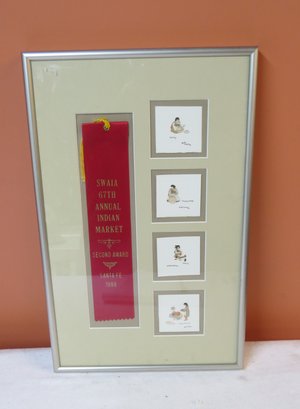 SWAIA
67TH
ANNUAL
INDIAN
MARKET
SECOND AWARD
SANTA FE
1988